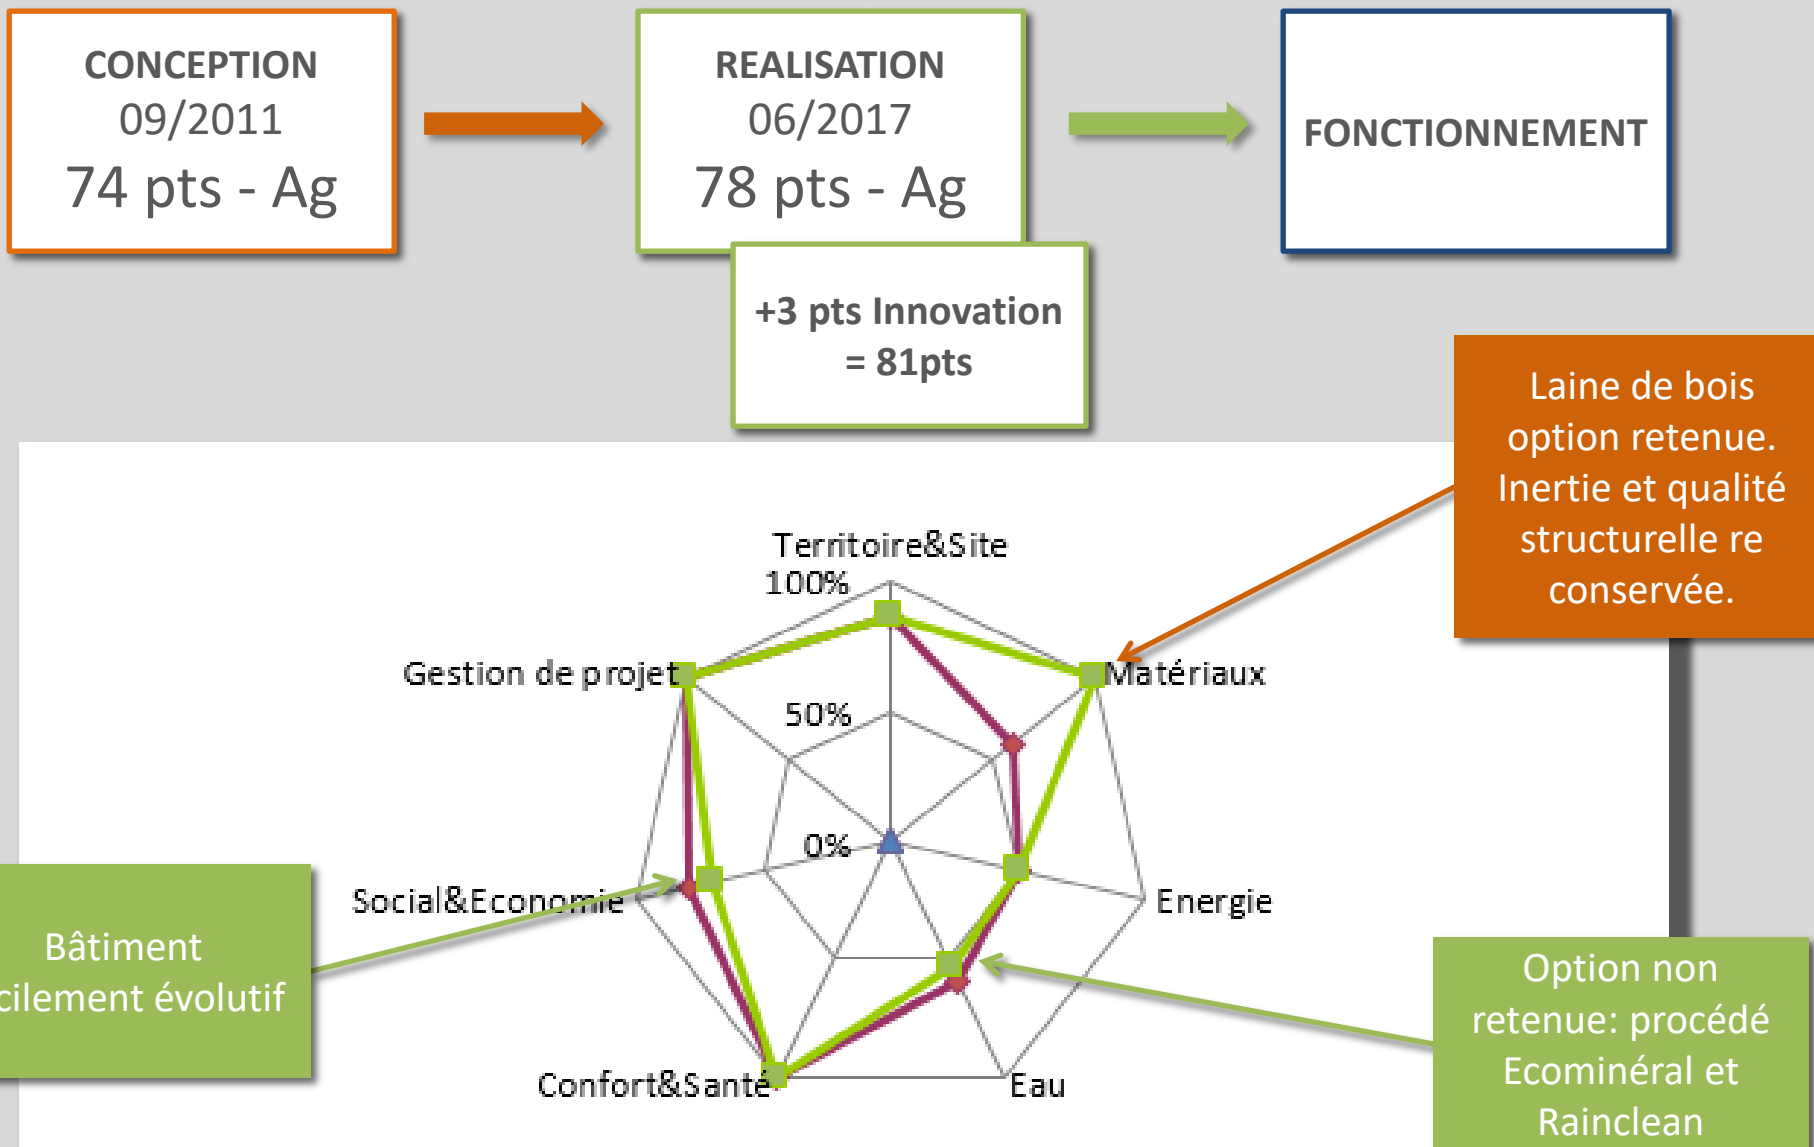 CONCEPTION
09/2011
74 pts - Ag
REALISATION
06/2017
78 pts - Ag
FONCTIONNEMENT
+3 pts Innovation
= 81pts
Laine de bois
option retenue.
Inertie et qualité
structurelle re
conservée.
Territoire&Site
100%
Gestion de projet
Matériaux
50%
0%
Social&Economie
Energie
Bâtiment
cilement évolutif
Confort&Santé
Eau
Option non
retenue: procédé
Ecominéral et
Rainclean